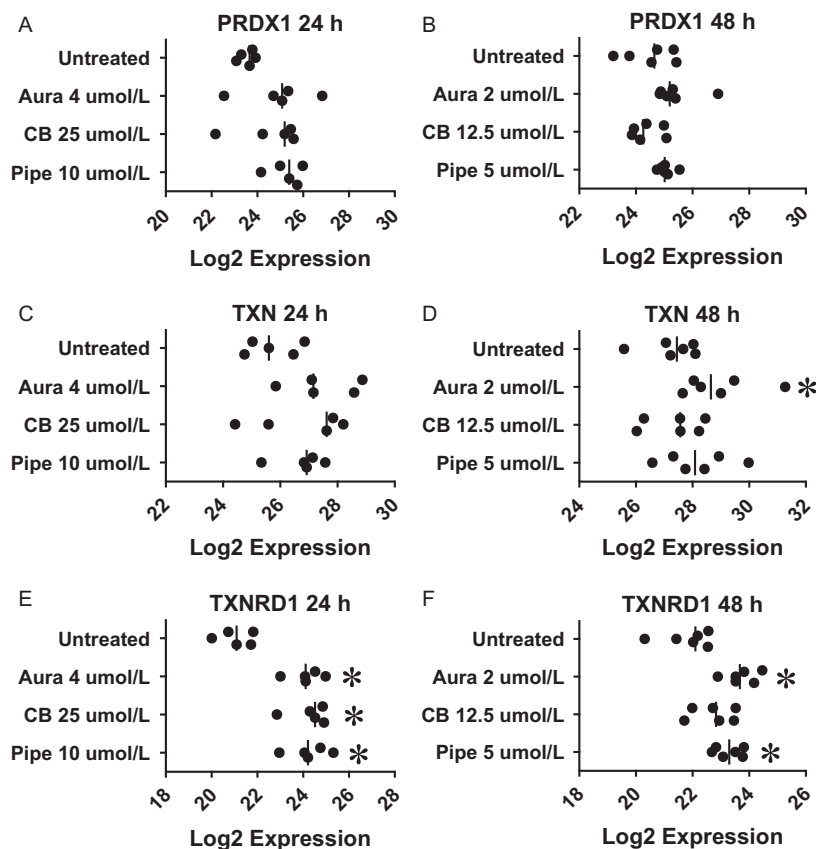 A
PRDX1 24 h
Untreated
Aura 4 umol/L
CB 25 umol/L
Pipe 10 umol/L
20 22 24 26 28 30
Log2 Expression
B
PRDX1 48 h
Untreated
Aura 2 umol/L
CB 12.5 umol/L
Pipe 5 umol/L
22 24 26 28 30
Log2 Expression
C
TXN 24 h
Untreated
Aura 4 umol/L
CB 25 umol/L
Pipe 10 umol/L
22 24 26 28 30
Log2 Expression
D
TXN 48 h
Untreated
Aura 2 umol/L
*
CB 12.5 umol/L
Pipe 5 umol/L
24 26 28 30 32
Log2 Expression
E
TXNRD1 24 h
Untreated
Aura 4 umol/L
*
CB 25 umol/L
*
Pipe 10 umol/L
*
18 20 22 24 26 28
Log2 Expression
F
TXNRD1 48 h
Untreated
Aura 2 umol/L
*
CB 12.5 umol/L
Pipe 5 umol/L
*
18 20 22 24 26
Log2 Expression